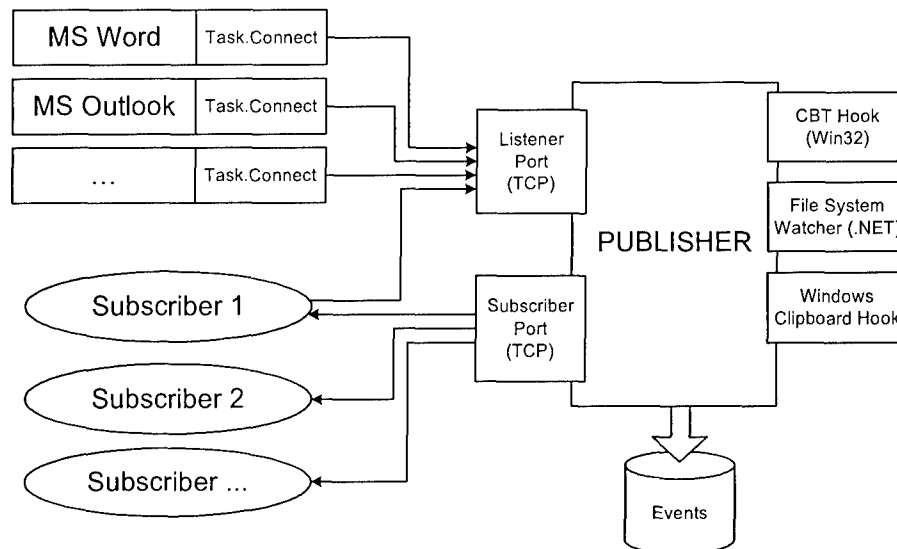 MS Word
Task.Connect
MS Outlook
Task.Connect
...
Task.Connect
Listener
Port
(TCP)
PUBLISHER
CBT Hook
(Win32)
File System
Watcher (.NET)
Windows
Clipboard Hook
Subscriber 1
Subscriber
Port
(TCP)
Subscriber 2
Subscriber ...
Events